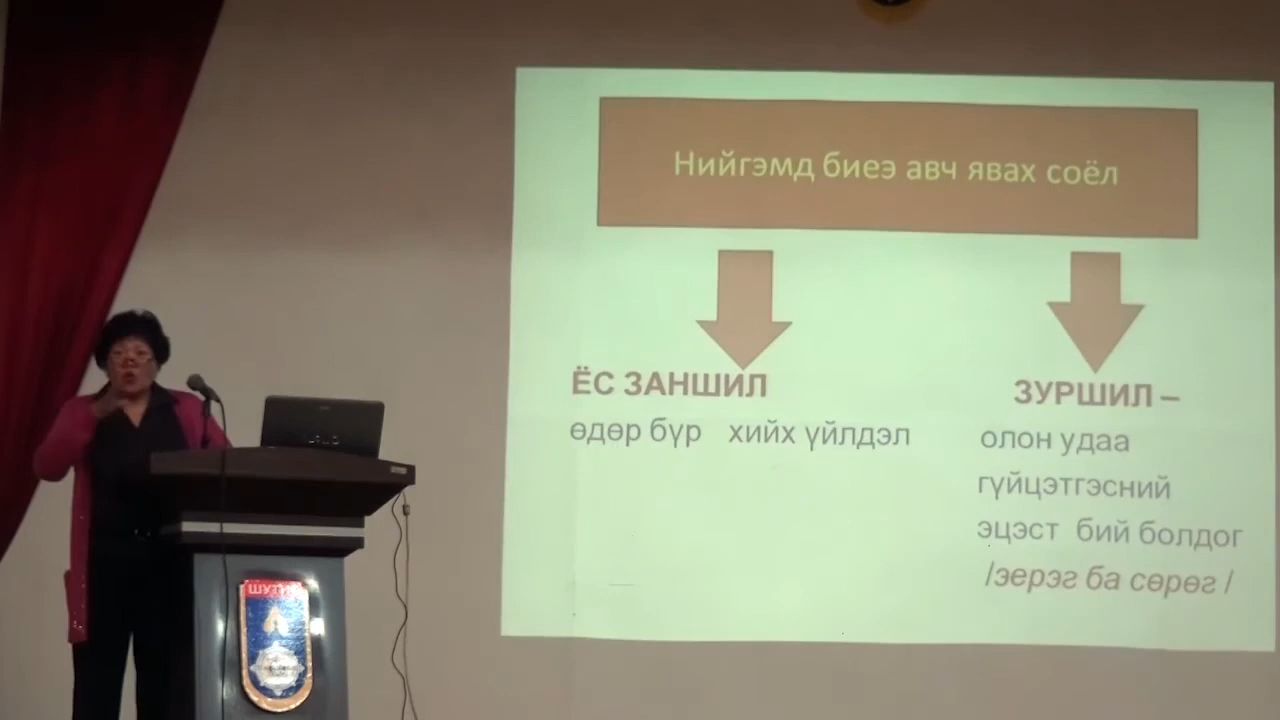 Нийгэмд биеэ авч явах соёл
ЁС ЗАНШИЛ
өдөр бүр хийх үйлдэл
ЗУРШИЛ –
олон удаа
гүйцэтгэсний
эцэст бий болдог
/эерэг ба сөрөг /